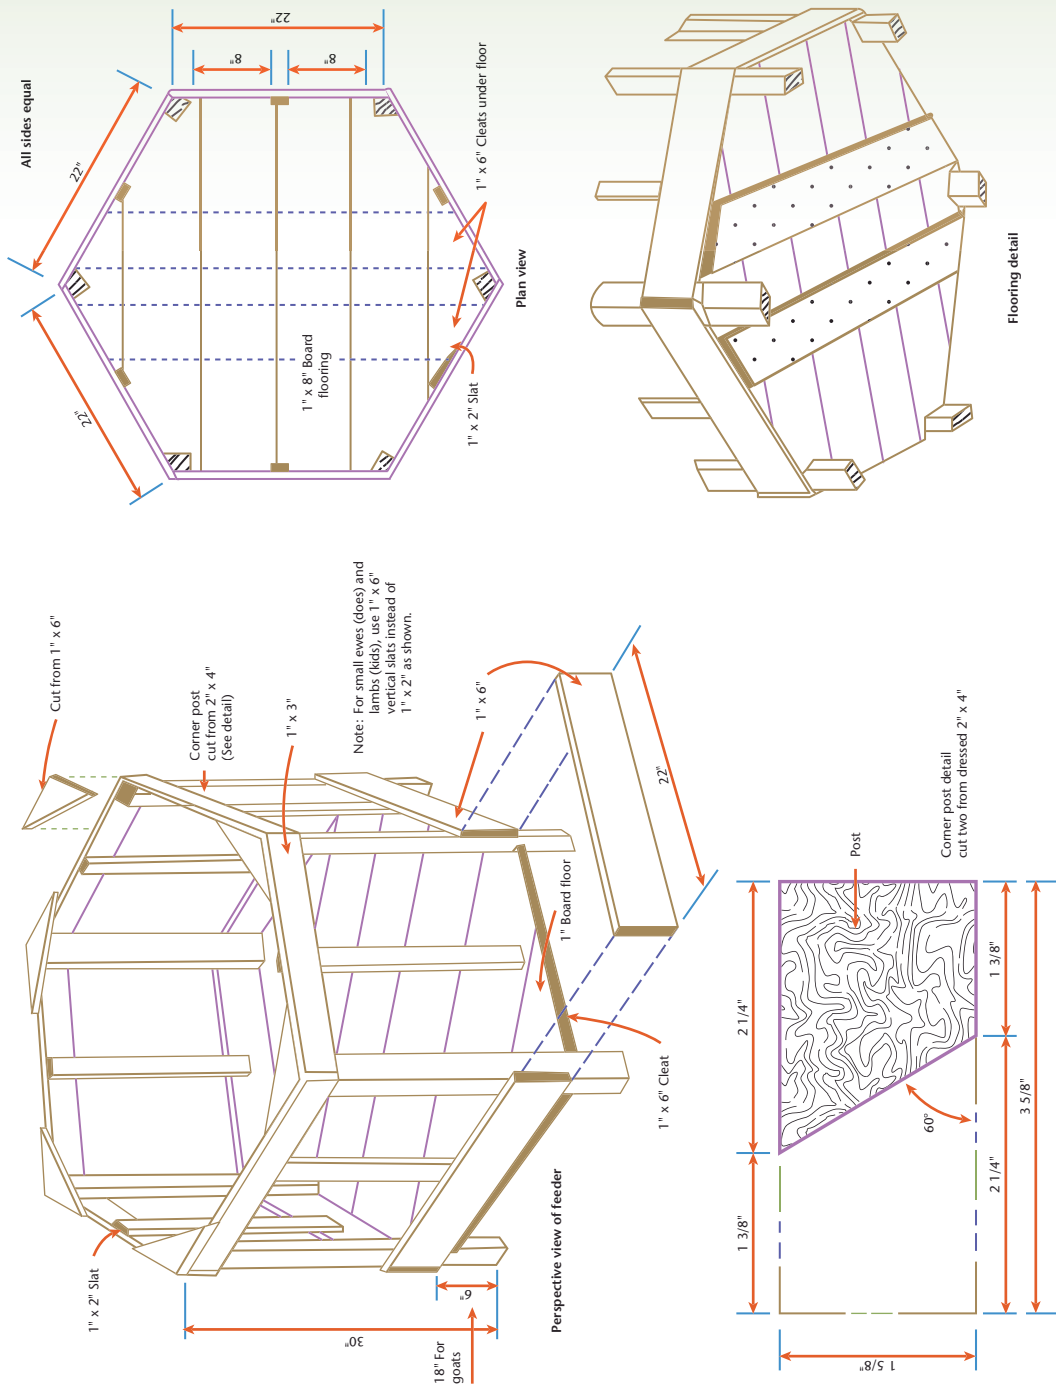 Cut from 1" x 6"
Corner post
cut from 2" x 4"
(See detail)
1" x 3"
Note: For small ewes (does) and
lambs (kids), use 1" x 6"
vertical slats instead of
1" x 2" as shown.
1" x 6"
22"
1" Board floor
1" x 6" Cleat
1" x 2" Slat
30"
6"
18" For
goats
Perspective view of feeder
All sides equal
22"
22"
22"
8"
8"
1" x 8" Board
flooring
1" x 6" Cleats under floor
1" x 2" Slat
Plan view
Post
Corner post detail
cut two from dressed 2" x 4"
1 3/8"
2 1/4"
60°
1 5/8"
2 1/4"
1 3/8"
3 5/8"
Flooring detail